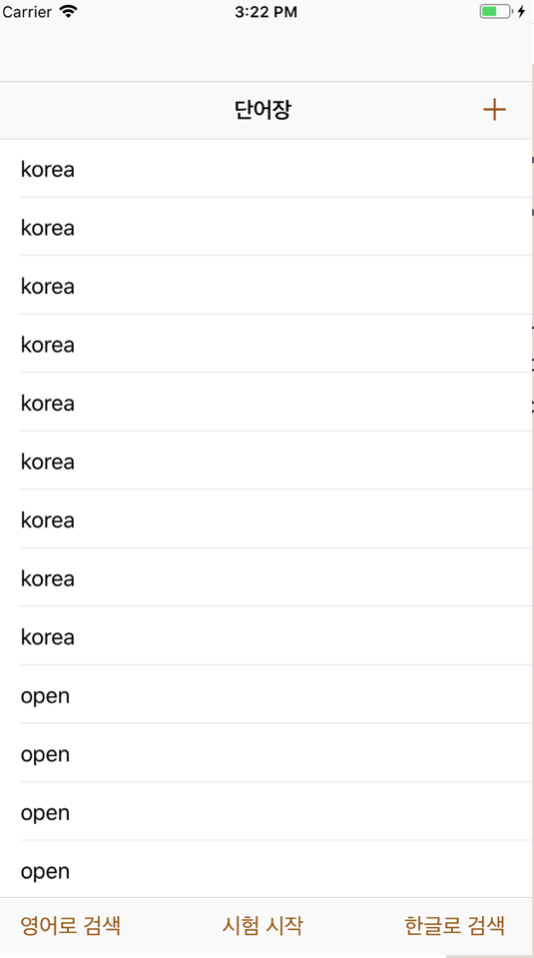 Carrier 3:22 PM
단어장
korea
korea
korea
korea
korea
korea
korea
korea
korea
open
open
open
open
영어로 검색 시험 시작 한글로 검색